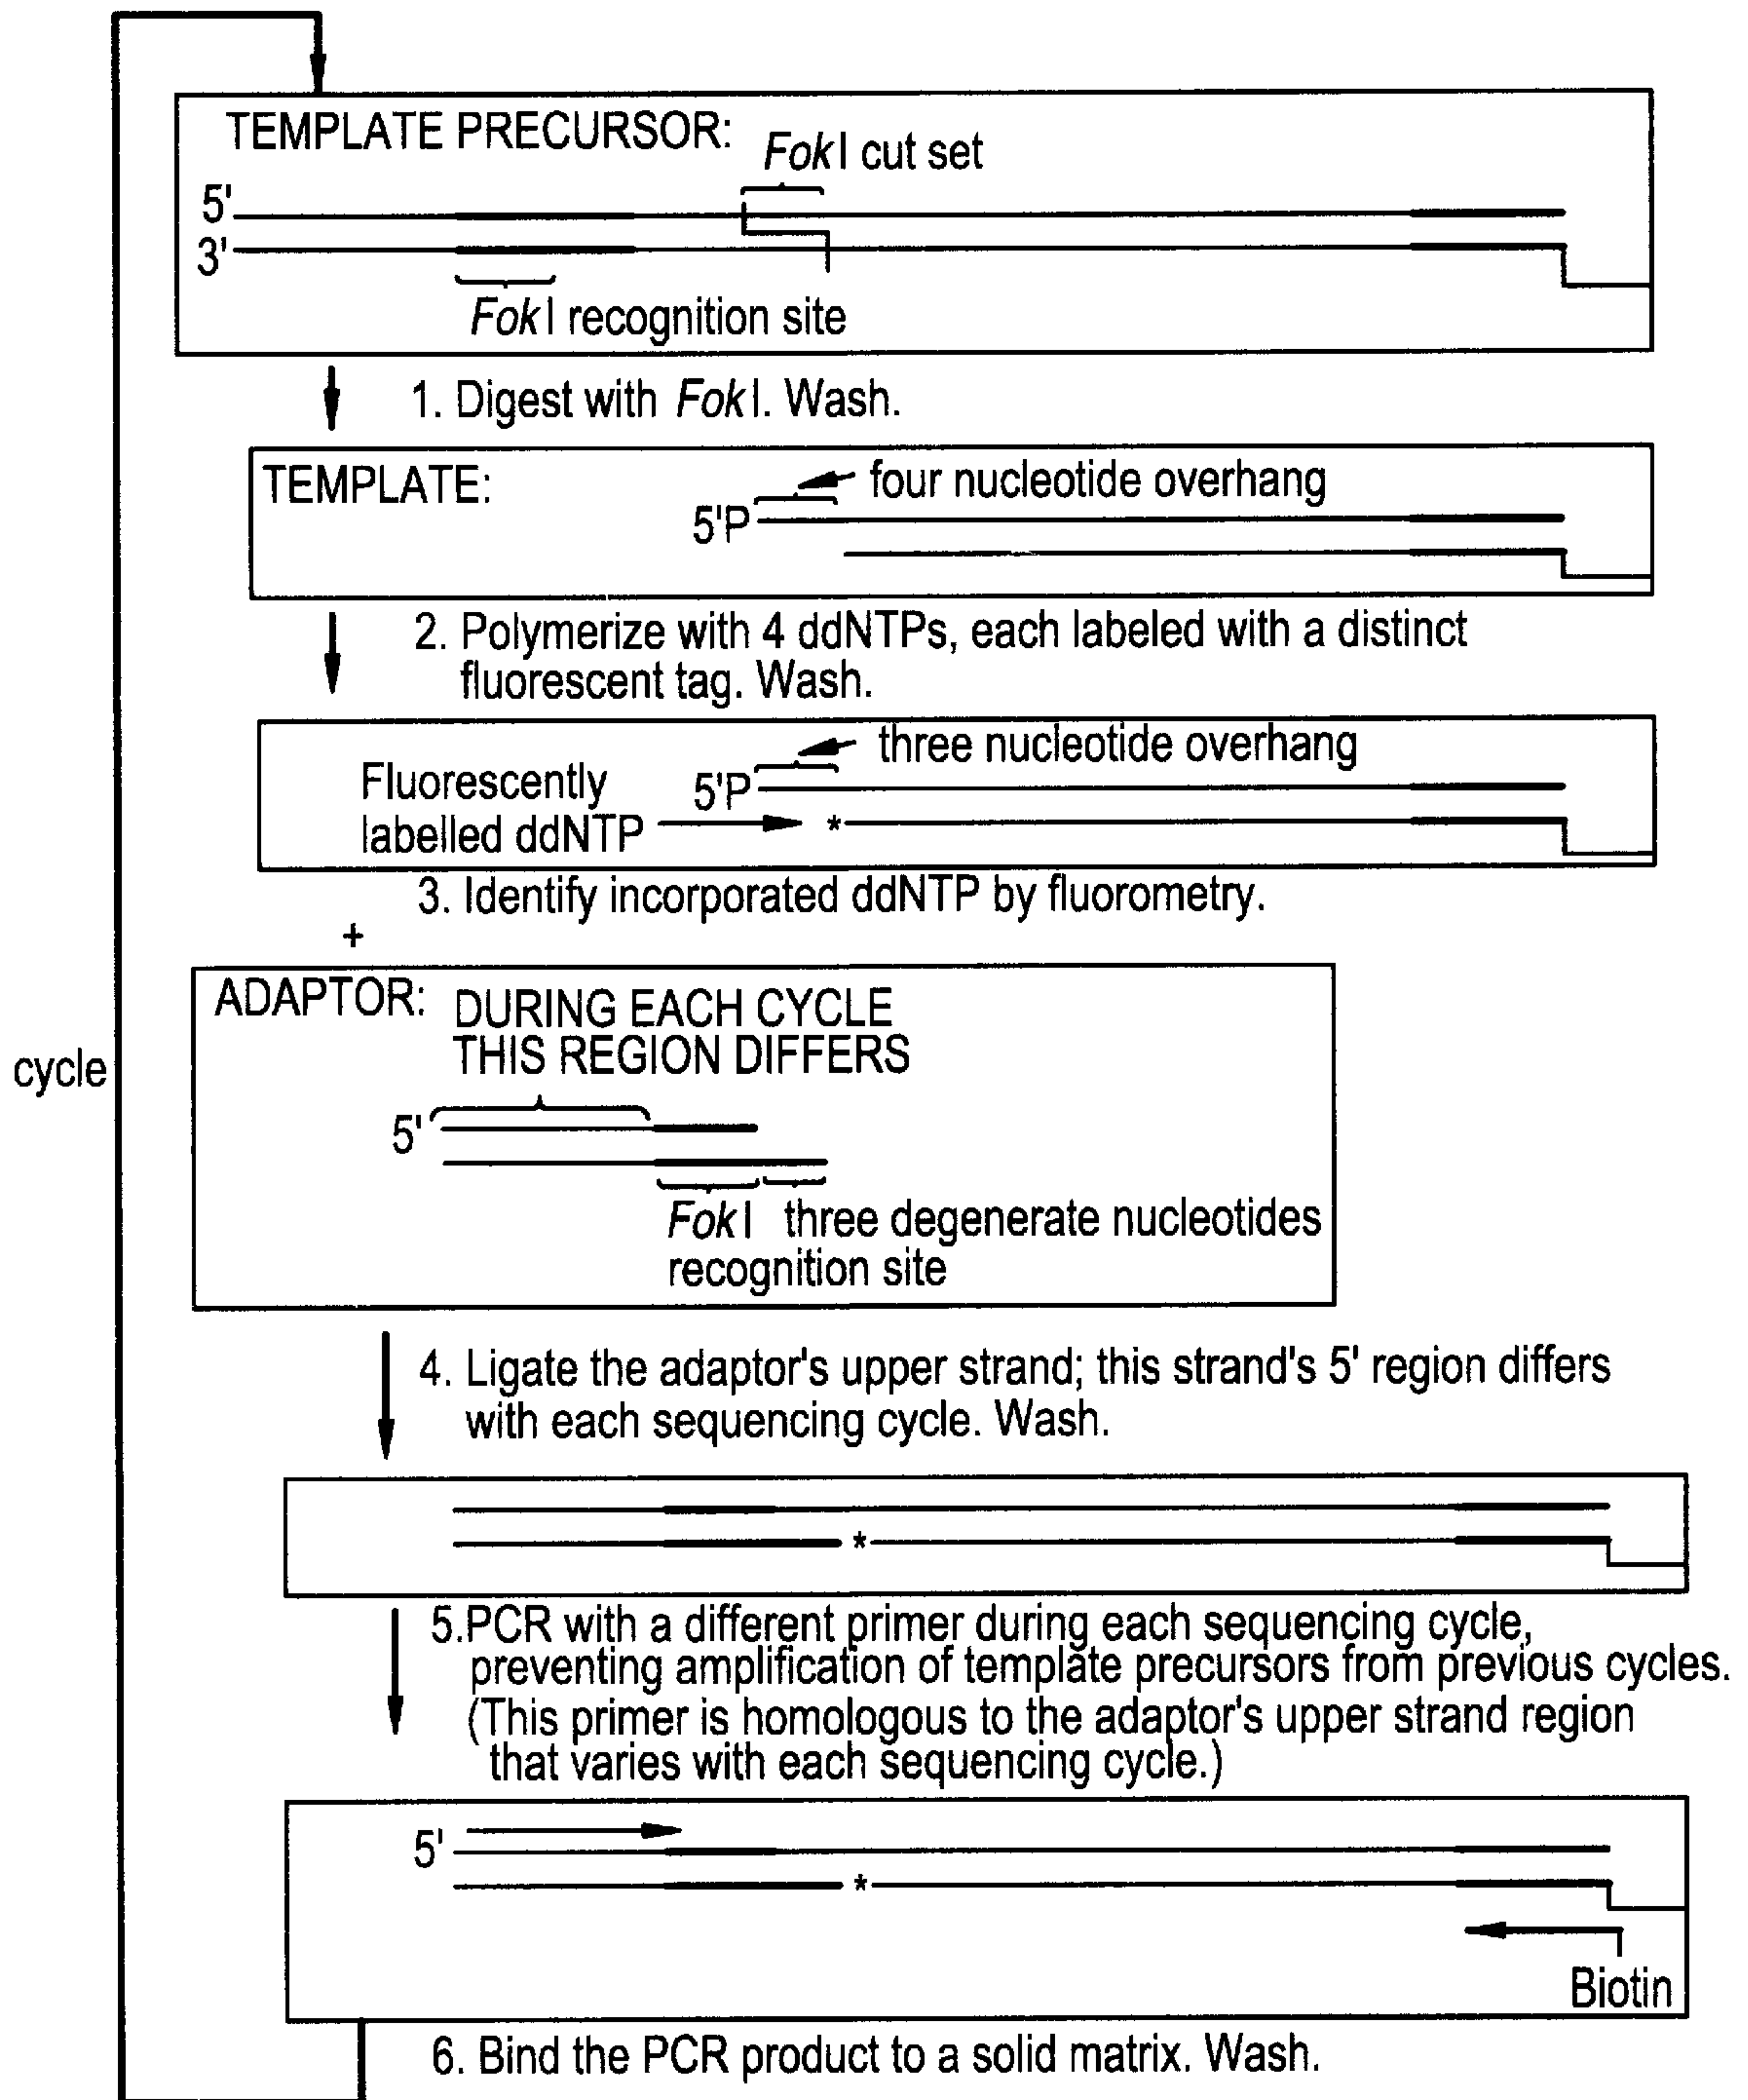 TEMPLATE PRECURSOR:
FokI cut set
5'
3'
FokI recognition site
1. Digest with FokI. Wash.
TEMPLATE:
four nucleotide overhang
5'P
2. Polymerize with 4 ddNTPs, each labeled with a distinct
fluorescent tag. Wash.
three nucleotide overhang
Fluorescently
5'P
labelled ddNTP
*
3. Identify incorporated ddNTP by fluorometry.
+
ADAPTOR:
DURING EACH CYCLE
THIS REGION DIFFERS
cycle
5'
FokI three degenerate nucleotides
recognition site
4. Ligate the adaptor's upper strand; this strand's 5' region differs
with each sequencing cycle. Wash.
*
5.PCR with a different primer during each sequencing cycle,
preventing amplification of template precursors from previous cycles.
(This primer is homologous to the adaptor's upper strand region
that varies with each sequencing cycle.)
5'
*
Biotin
6. Bind the PCR product to a solid matrix. Wash.